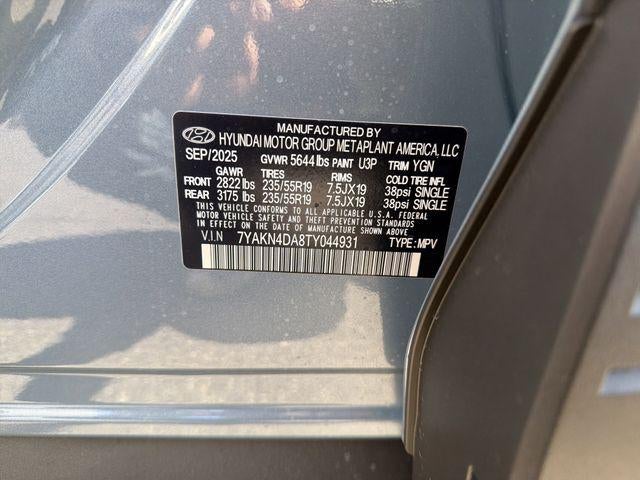 MANUFACTURED BY
HYUNDAI MOTOR GROUP METAPLANT AMERICA, LLC
SEP/2025 GVWR 5644 lbs PAINT U3P TRIM YGN
GAWR TIRES RIMS COLD TIRE INFL
FRONT 2822 lbs 235/55R19 7.5JX19 38psi SINGLE
REAR 3175 lbs 235/55R19 7.5JX19 38psi SINGLE
THIS VEHICLE CONFORMS TO ALL APPLICABLE U.S.A. FEDERAL
MOTOR VEHICLE SAFETY AND THEFT PREVENTION STANDARDS
IN EFFECT ON THE DATE OF MANUFACTURE SHOWN ABOVE
V.I.N 7YAKN4DA8TY044931 TYPE: MPV